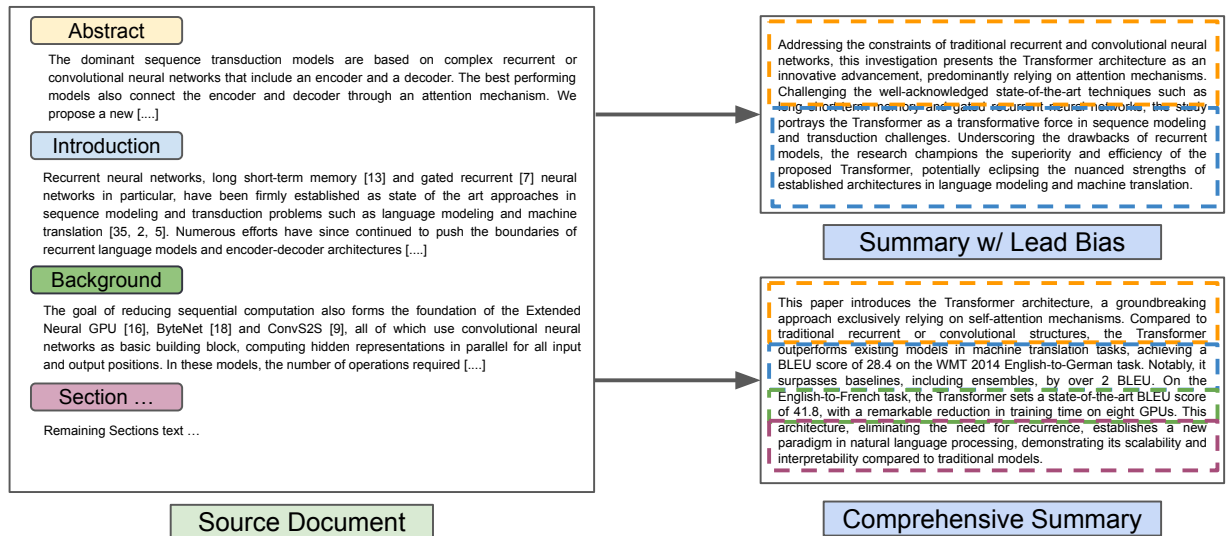 Abstract
The dominant sequence transduction models are based on complex recurrent or
convolutional neural networks that include an encoder and a decoder. The best performing
models also connect the encoder and decoder through an attention mechanism. We
propose a new [....]
Introduction
Recurrent neural networks, long short-term memory [13] and gated recurrent [7] neural
networks in particular, have been firmly established as state of the art approaches in
sequence modeling and transduction problems such as language modeling and machine
translation [35, 2, 5]. Numerous efforts have since continued to push the boundaries of
recurrent language models and encoder-decoder architectures [....]
Background
The goal of reducing sequential computation also forms the foundation of the Extended
Neural GPU [16], ByteNet [18] and ConvS2S [9], all of which use convolutional neural
networks as basic building block, computing hidden representations in parallel for all input
and output positions. In these models, the number of operations required [....]
Section …
Remaining Sections text …
Source Document
Addressing the constraints of traditional recurrent and convolutional neural
networks, this investigation presents the Transformer architecture as an
innovative advancement, predominantly relying on attention mechanisms.
Challenging the well-acknowledged state-of-the-art techniques such as
long short-term memory and gated recurrent neural networks, the study
portrays the Transformer as a transformative force in sequence modeling
and transduction challenges. Underscoring the drawbacks of recurrent
models, the research champions the superiority and efficiency of the
proposed Transformer, potentially eclipsing the nuanced strengths of
established architectures in language modeling and machine translation.
Summary w/ Lead Bias
This paper introduces the Transformer architecture, a groundbreaking
approach exclusively relying on self-attention mechanisms. Compared to
traditional recurrent or convolutional structures, the Transformer
outperforms existing models in machine translation tasks, achieving a
BLEU score of 28.4 on the WMT 2014 English-to-German task. Notably, it
surpasses baselines, including ensembles, by over 2 BLEU. On the
English-to-French task, the Transformer sets a state-of-the-art BLEU score
of 41.8, with a remarkable reduction in training time on eight GPUs. This
architecture, eliminating the need for recurrence, establishes a new
paradigm in natural language processing, demonstrating its scalability and
interpretability compared to traditional models.
Comprehensive Summary